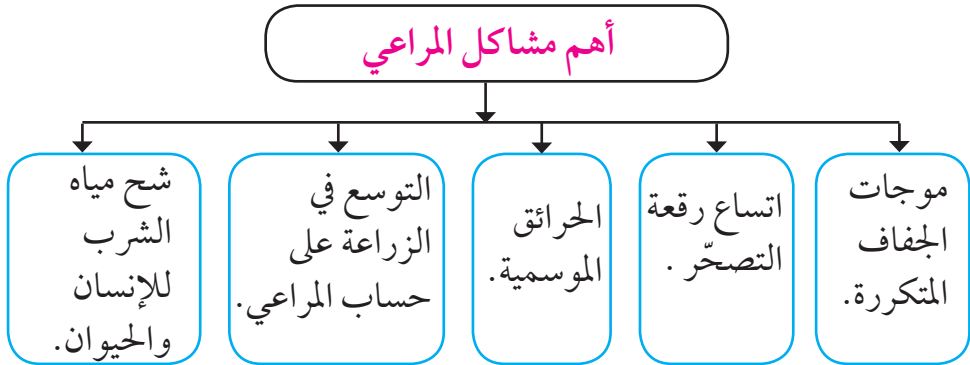 أهم مشاكل المراعي
موجات
الجفاف
المتكررة.
اتساع رقعة
التصحّر .
الحرائق
الموسمية.
التوسع في
الزراعة على
حساب المراعي.
شح مياه
الشرب
للإنسان
والحيوان.